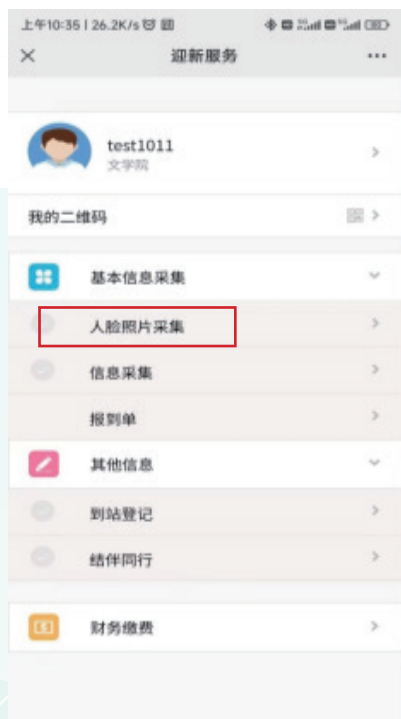 上午10:35 | 26.2K/s
迎新服务
test1011
文学院
我的二维码
基本信息采集
人脸照片采集
信息采集
报到单
其他信息
到站登记
结伴同行
财务缴费